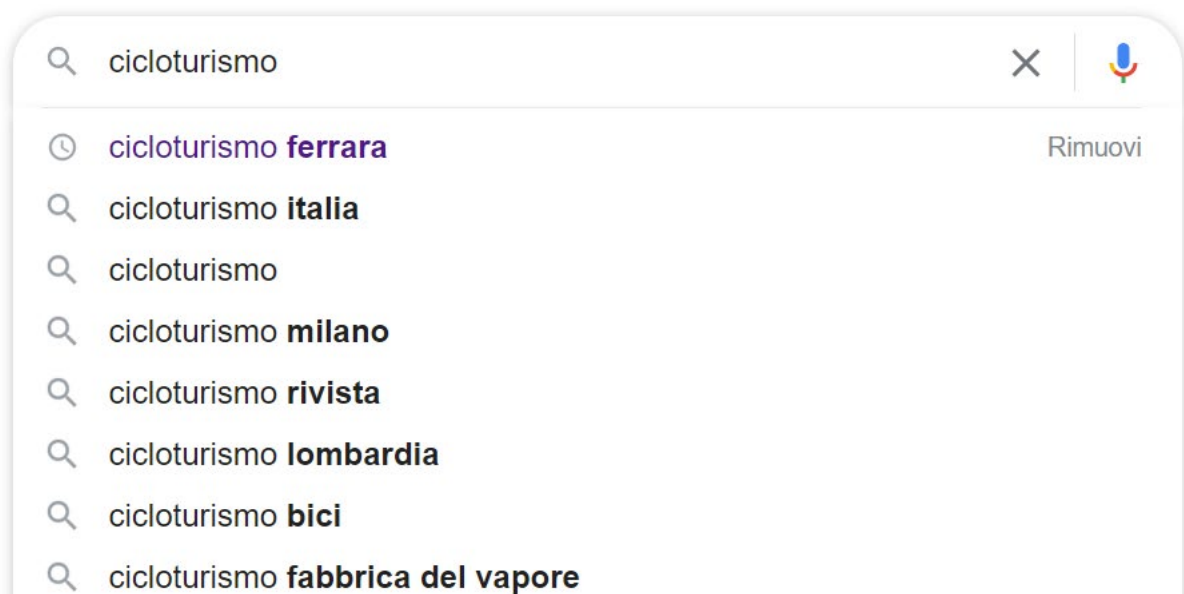 cicloturismo
cicloturismo ferrara Rimuovi
cicloturismo italia
cicloturismo
cicloturismo milano
cicloturismo rivista
cicloturismo lombardia
cicloturismo bici
cicloturismo fabbrica del vapore